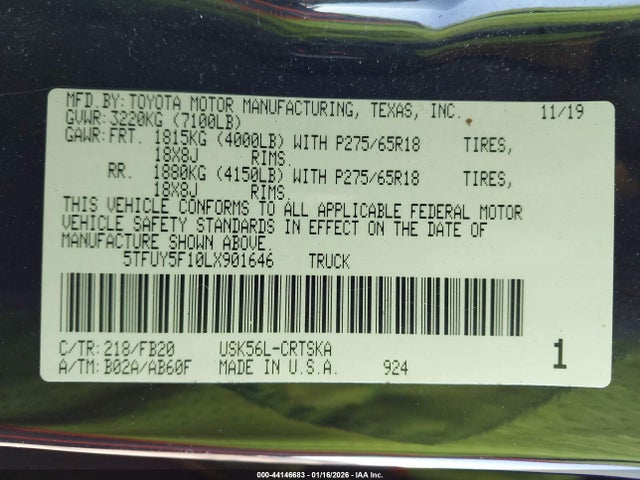 MFD.BY:TOYOTA MOTOR MANUFACTURING, TEXAS, INC. 11/19
GVWR:3220KG (7100LB)
GAWR:FRT. 1815KG (4000LB) WITH P275/65R18 TIRES,
18X8J RIMS.
RR. 1880KG (4150LB) WITH P275/65R18 TIRES,
18X8J RIMS.
THIS VEHICLE CONFORMS TO ALL APPLICABLE FEDERAL MOTOR
VEHICLE SAFETY STANDARDS IN EFFECT ON THE DATE OF
MANUFACTURE SHOWN ABOVE.
5TFUY5F10LX901646 TRUCK
C/TR:218/FB20 USK56L-CRTSKA 1
A/TM:B02A/AB60F MADE IN U.S.A. 924
000-44146683 - 01/16/2026 - IAA Inc.